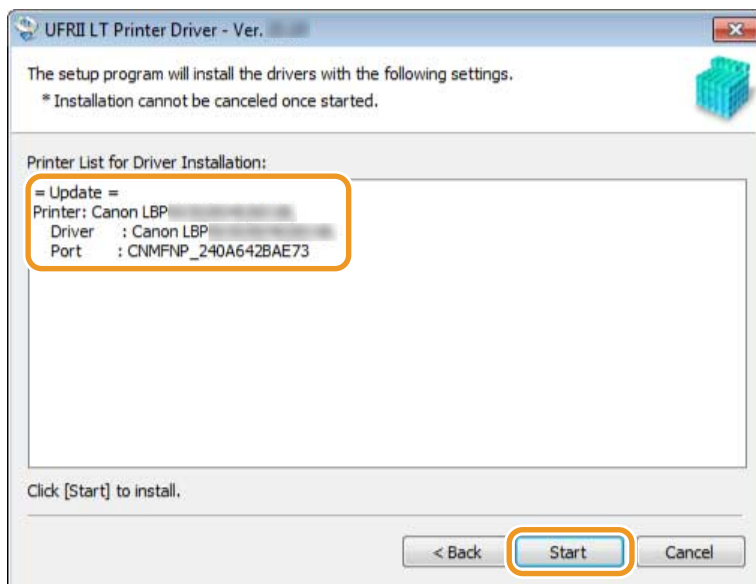 UFRII LT Printer Driver - Ver.
The setup program will install the drivers with the following settings.
* Installation cannot be canceled once started.
Printer List for Driver Installation:
= Update =
Printer: Canon LBP
Driver : Canon LBP
Port : CNMFNP_240A642BAE73
Click [Start] to install.
< Back Start Cancel